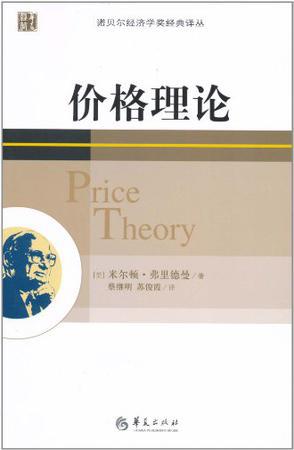 诺贝尔经济学奖经典译丛
价格理论
Price
Theory
[美] 米尔顿·弗里德曼／著
蔡继明 苏俊霞／译
华夏出版社